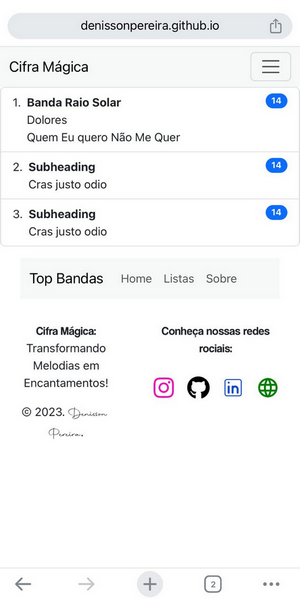 denissonpereira.github.io
Cifra Mágica
1. Banda Raio Solar 14
Dolores
Quem Eu quero Não Me Quer
2. Subheading 14
Cras justo odio
3. Subheading 14
Cras justo odio
Top Bandas Home Listas Sobre
Cifra Mágica:
Transformando
Melodias em
Encantamentos!
© 2023. Denisson
Pereira.
Conheça nossas redes
rociais:
in
2